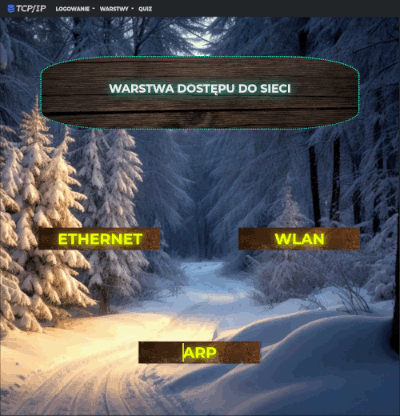 TCP/IP LOGOWANIE WARSTWY QUIZ
WARSTWA DOSTĘPU DO SIECI
ETHERNET WLAN
ARP